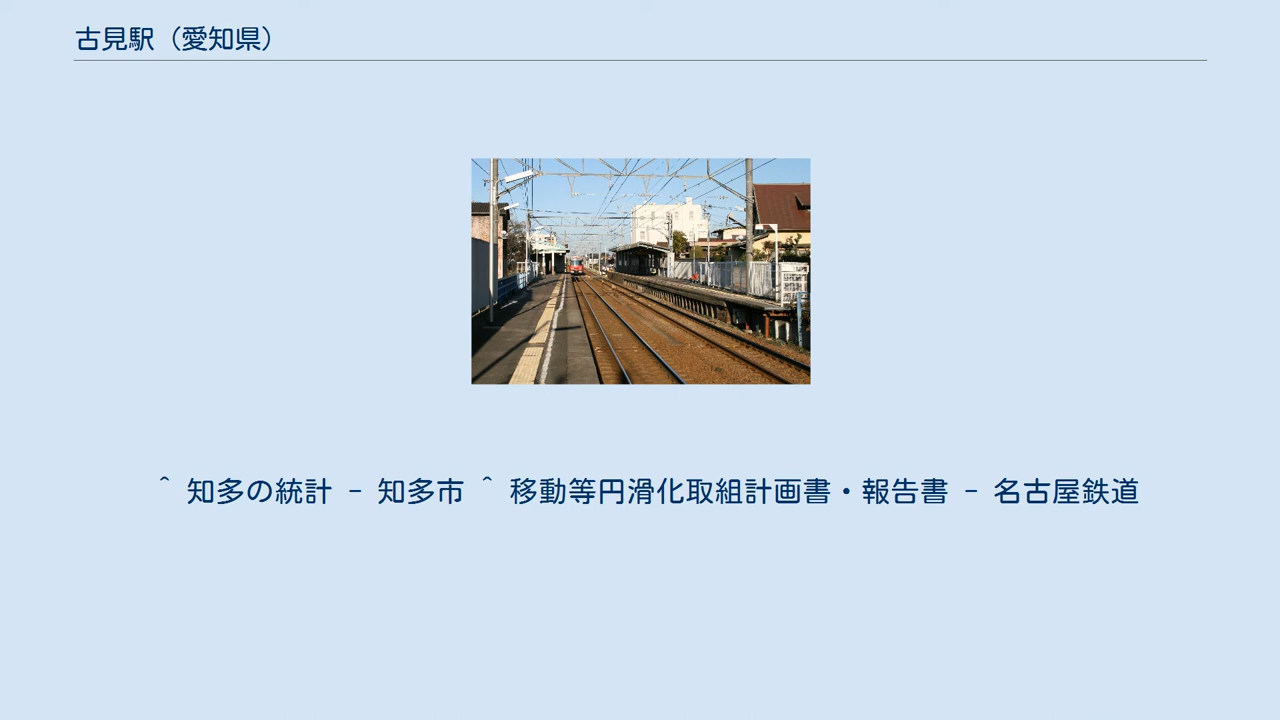 古見駅（愛知県）
^ 知多の統計 - 知多市 ^ 移動等円滑化取組計画書・報告書 - 名古屋鉄道